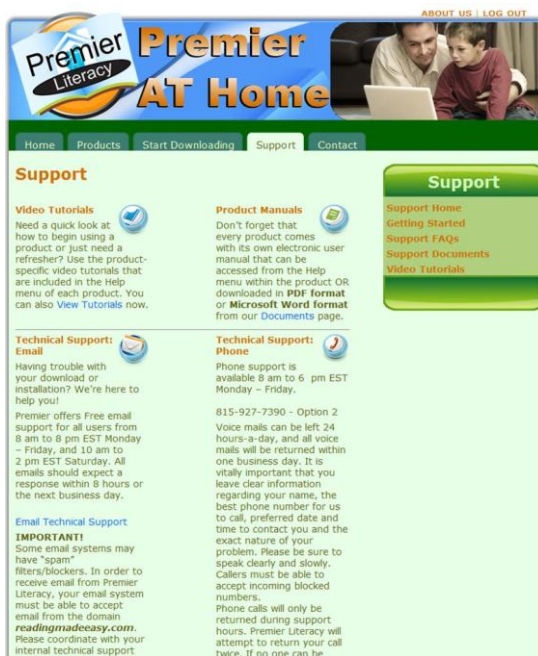 ABOUT US | LOG OUT
Premier
Literacy
Premier
AT Home
Home
Products
Start Downloading
Support
Contact
Support
Video Tutorials
Need a quick look at
how to begin using a
product or just need a
refresher? Use the product-
specific video tutorials that
are included in the Help
menu of each product. You
can also View Tutorials now.
Product Manuals
Don't forget that
every product comes
with its own electronic user
manual that can be
accessed from the Help
menu within the product OR
downloaded in PDF format
or Microsoft Word format
from our Documents page.
Technical Support:
Email
Having trouble with
your download or
installation? We're here to
help you!
Premier offers Free email
support for all users from
8 am to 8 pm EST Monday
– Friday, and 10 am to
2 pm EST Saturday. All
emails should expect a
response within 8 hours or
the next business day.
Email Technical Support
IMPORTANT!
Some email systems may
have "spam"
filters/blockers. In order to
receive email from Premier
Literacy, your email system
must be able to accept
email from the domain
readingmadeeasy.com.
Please coordinate with your
internal technical support
Technical Support:
Phone
Phone support is
available 8 am to 6 pm EST
Monday – Friday.
815-927-7390 - Option 2
Voice mails can be left 24
hours-a-day, and all voice
mails will be returned within
one business day. It is
vitally important that you
leave clear information
regarding your name, the
best phone number for us
to call, preferred date and
time to contact you and the
exact nature of your
problem. Please be sure to
speak clearly and slowly.
Callers must be able to
accept incoming blocked
numbers.
Phone calls will only be
returned during support
hours. Premier Literacy will
attempt to return your call
twice. If no one can be
Support
Support Home
Getting Started
Support FAQs
Support Documents
Video Tutorials